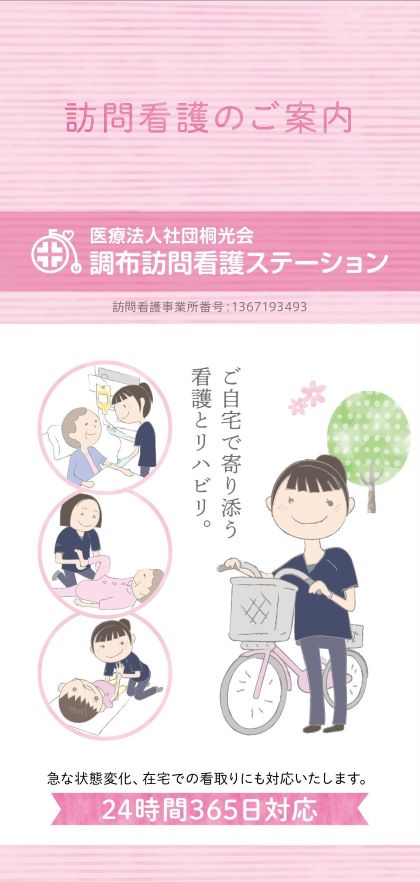 訪問看護のご案内
医療法人社団桐光会
調布訪問看護ステーション
訪問看護事業所番号:1367193493
ご自宅で寄り添う
看護とリハビリ。
急な状態変化、在宅での看取りにも対応いたします。
24時間365日対応